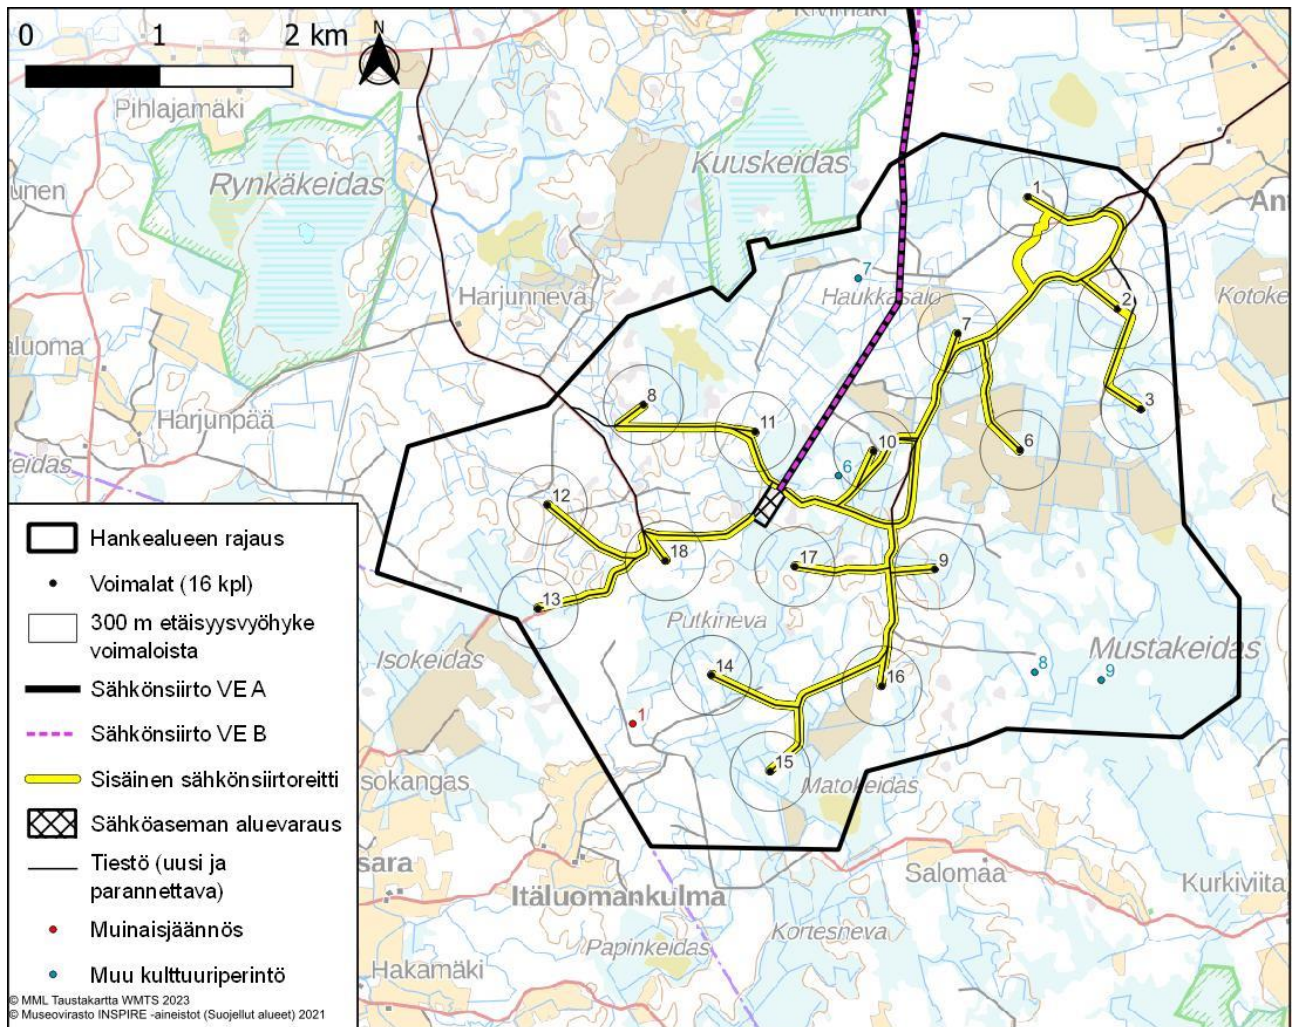 0 1 2 km
N
Kivimäki
Pihlajamäki
Rynkäkeidas
Kuuskeidas
unen
1
Ant
7
Haukkasalo
Harjunneva
Kotoke
2
7
aluoma
8
3
Harjunpää
11
10
6
keidas
6
12
18
17
9
13
Putkineva
Isokeidas
Mustakeidas
8
9
14
16
1
sokangas
15
Matokeidas
sara
Salomaa
Itäluomankulma
Kurkiviita
Kortesneva
Papinkeidas
Hakamäki
Hankealueen rajaus
Voimalat (16 kpl)
300 m etäisyysvyöhyke
voimaloista
Sähkönsiirto VE A
Sähkönsiirto VE B
Sisäinen sähkönsiirtoreitti
Sähköaseman aluevaraus
Tiestö (uusi ja
parannettava)
Muinaisjäännös
Muu kulttuuriperintö
© MML Taustakartta WMTS 2023
© Museovirasto INSPIRE -aineistot (Suojellut alueet) 2021